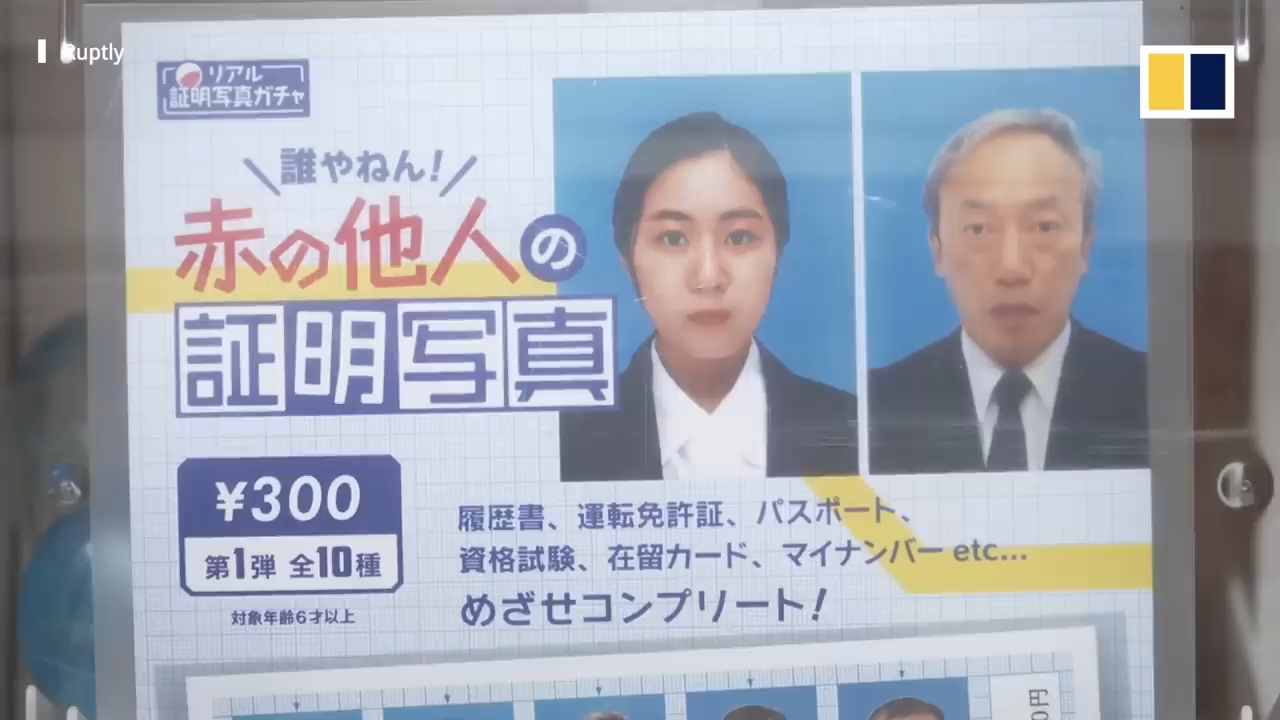 Ruptly
リアル
証明写真ガチャ
誰やねん!
赤の他人の
証明写真
¥300
第1弾 全10種
対象年齢6才以上
履歴書、運転免許証、パスポート、
資格試験、在留カード、マイナンバー etc...
めざせコンプリート!
0円